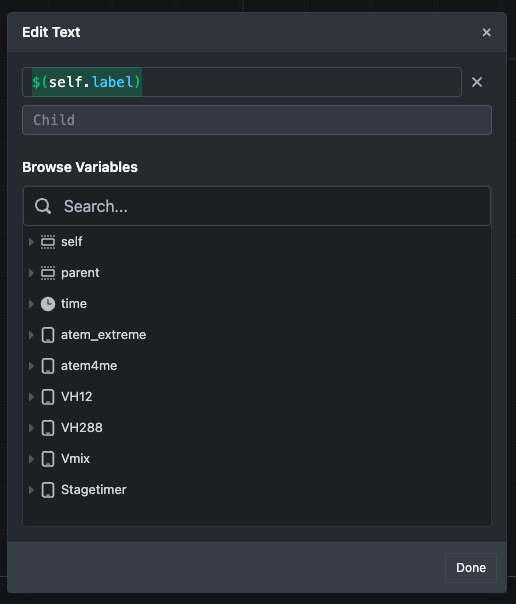 Edit Text
$(self.label)
Child
Browse Variables
Search...
self
parent
time
atem_extreme
atem4me
VH12
VH288
Vmix
Stagetimer
Done